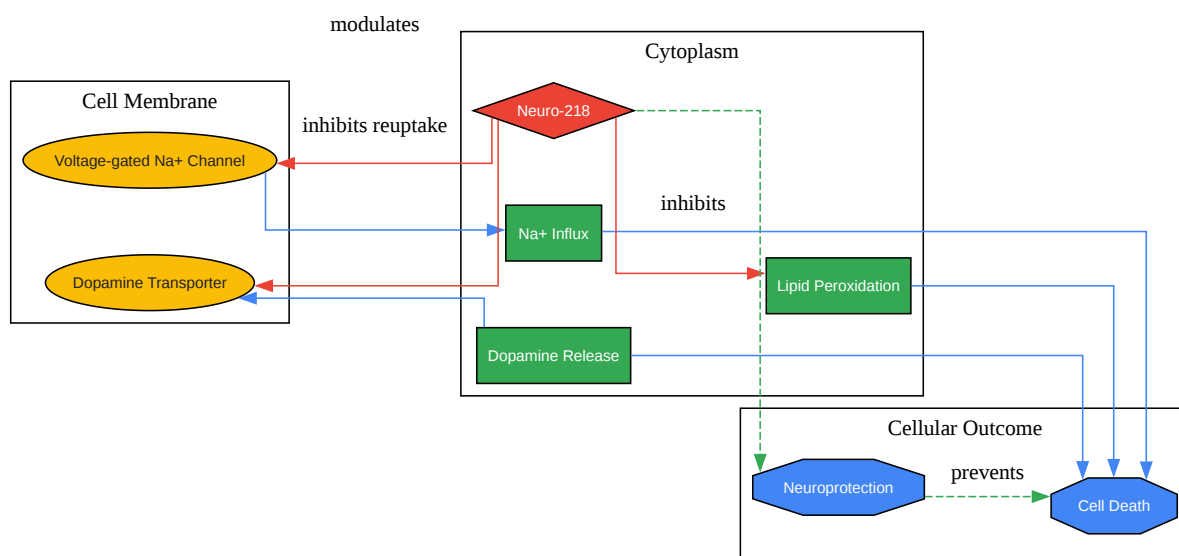 modulates
Cytoplasm
Cell Membrane
Neuro-218
inhibits reuptake
Voltage-gated Na+ Channel
inhibits
Na+ Influx
Dopamine Transporter
Lipid Peroxidation
Dopamine Release
Cellular Outcome
prevents
Neuroprotection
Cell Death